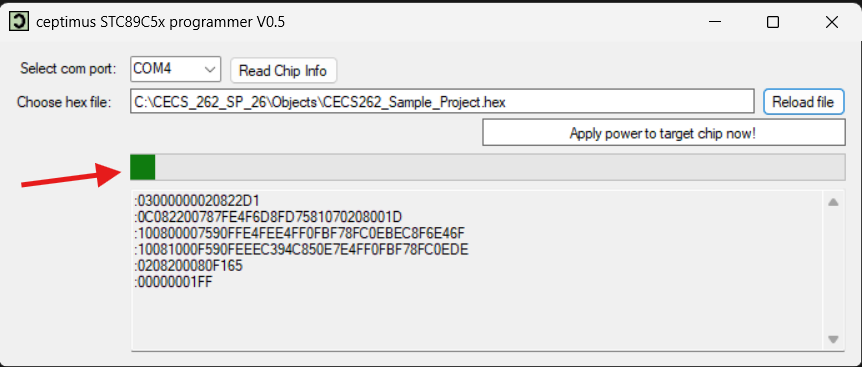 ceptimus STC89C5x programmer V0.5
Select com port: COM4 Read Chip Info
Choose hex file: C:\CECS_262_SP_26\Objects\CECS262_Sample_Project.hex Reload file
Apply power to target chip now!
:03000000020822D1
:0C082200787FE4F6D8FD7581070208001D
:100800007590FFE4FEE4FF0FBF78FC0EBEC8F6E46F
:10081000F590FEEEC394C850E7E4FF0FBF78FC0EDE
:0208200080F165
:00000001FF